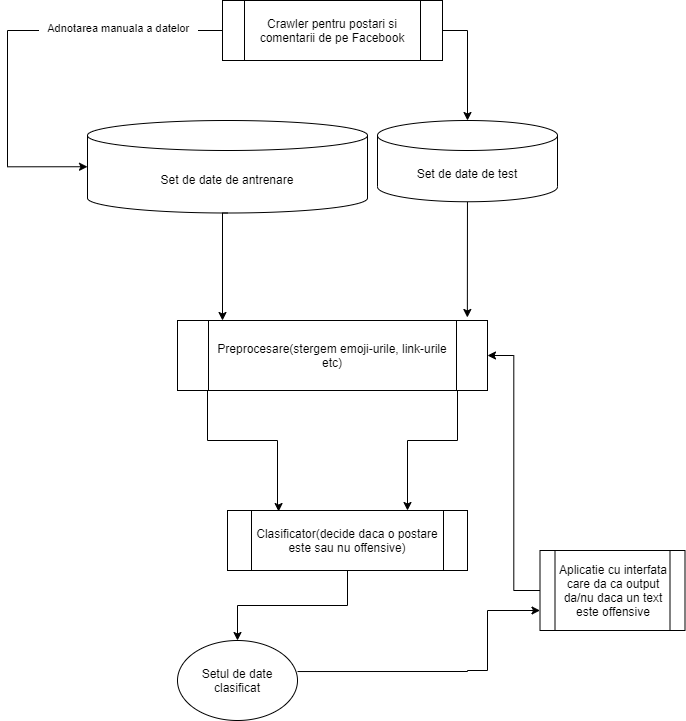 Adnotarea manuala a datelor
Crawler pentru postari si
comentarii de pe Facebook
Set de date de antrenare
Set de date de test
Preprocesare(stergem emoji-urile, link-urile
etc)
Clasificator(decide daca o postare
este sau nu offensive)
Aplicatie cu interfata
care da ca output
da/nu daca un text
este offensive
Setul de date
clasificat